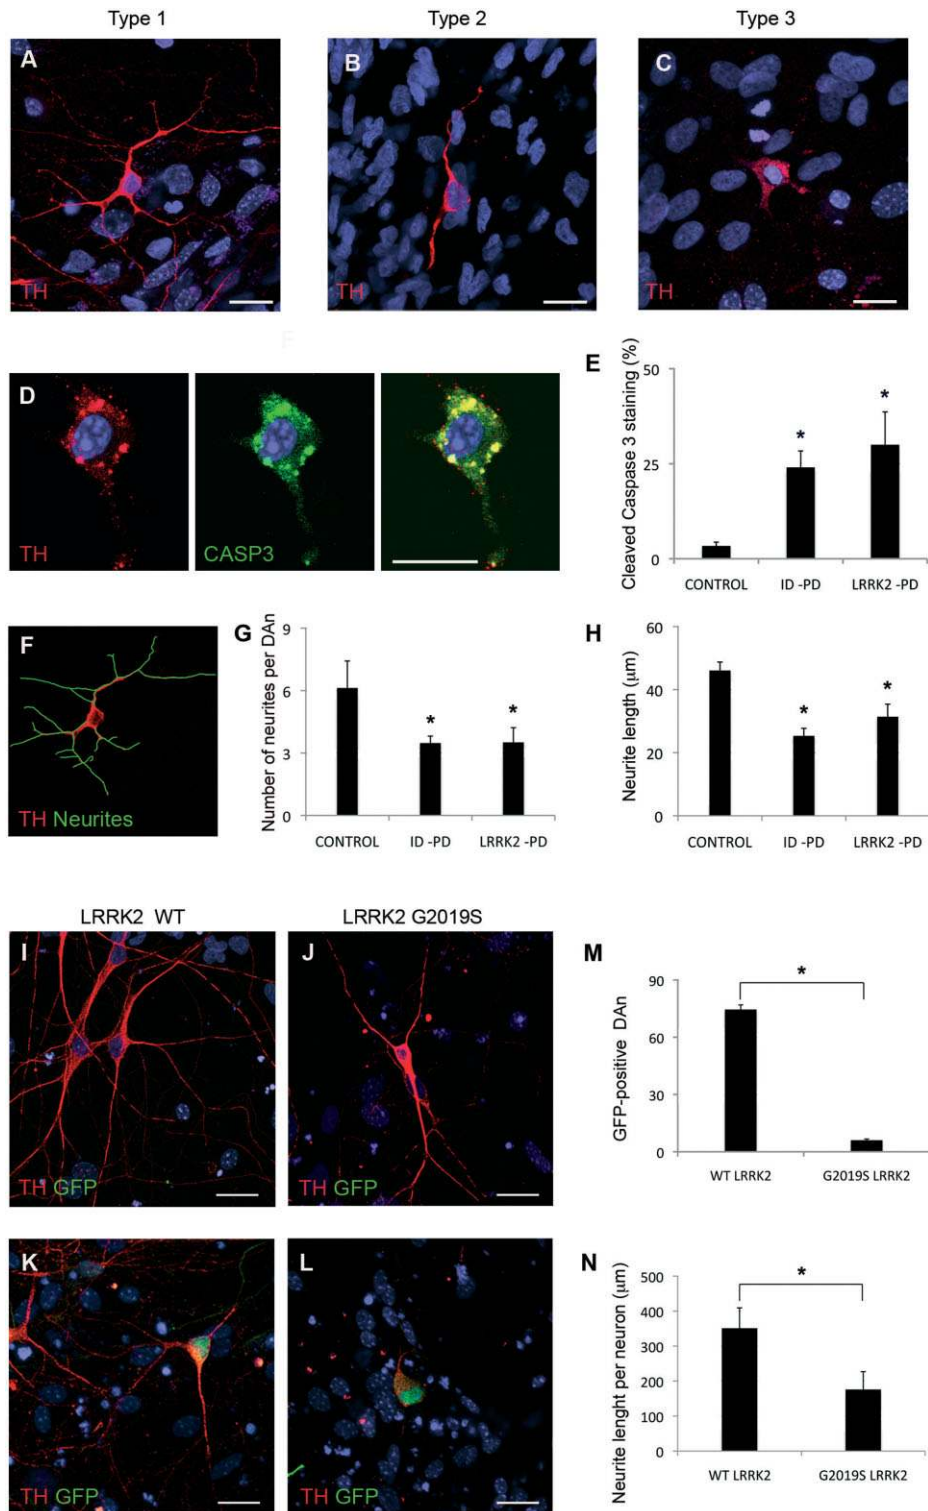 Type 1
Type 2
Type 3
A
TH
B
TH
C
TH
D
TH
CASP3
E
Cleaved Caspase 3 staining (%)
50
25
0
CONTROL
ID -PD
LRRK2 -PD
*
*
F
TH Neurites
G
Number of neurites per DAn
9
6
3
0
CONTROL
ID -PD
LRRK2 -PD
*
*
H
Neurite length (μm)
60
40
20
0
CONTROL
ID -PD
LRRK2 -PD
*
*
LRRK2 WT
LRRK2 G2019S
I
TH GFP
J
TH GFP
M
GFP-positive DAn
90
60
30
0
WT LRRK2
G2019S LRRK2
*
K
TH GFP
L
TH GFP
N
Neurite lenght per neuron (μm)
500
400
300
200
100
0
WT LRRK2
G2019S LRRK2
*